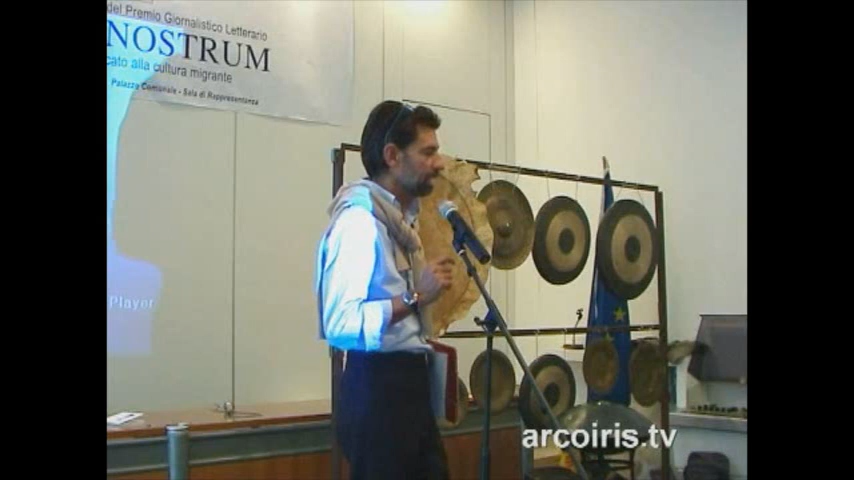 del Premio Giornalistico Letterario
NOSTRUM
cato alla cultura migrante
Palazzo Comunale - Sala di Rappresentanza
Player
arcoiris.tv